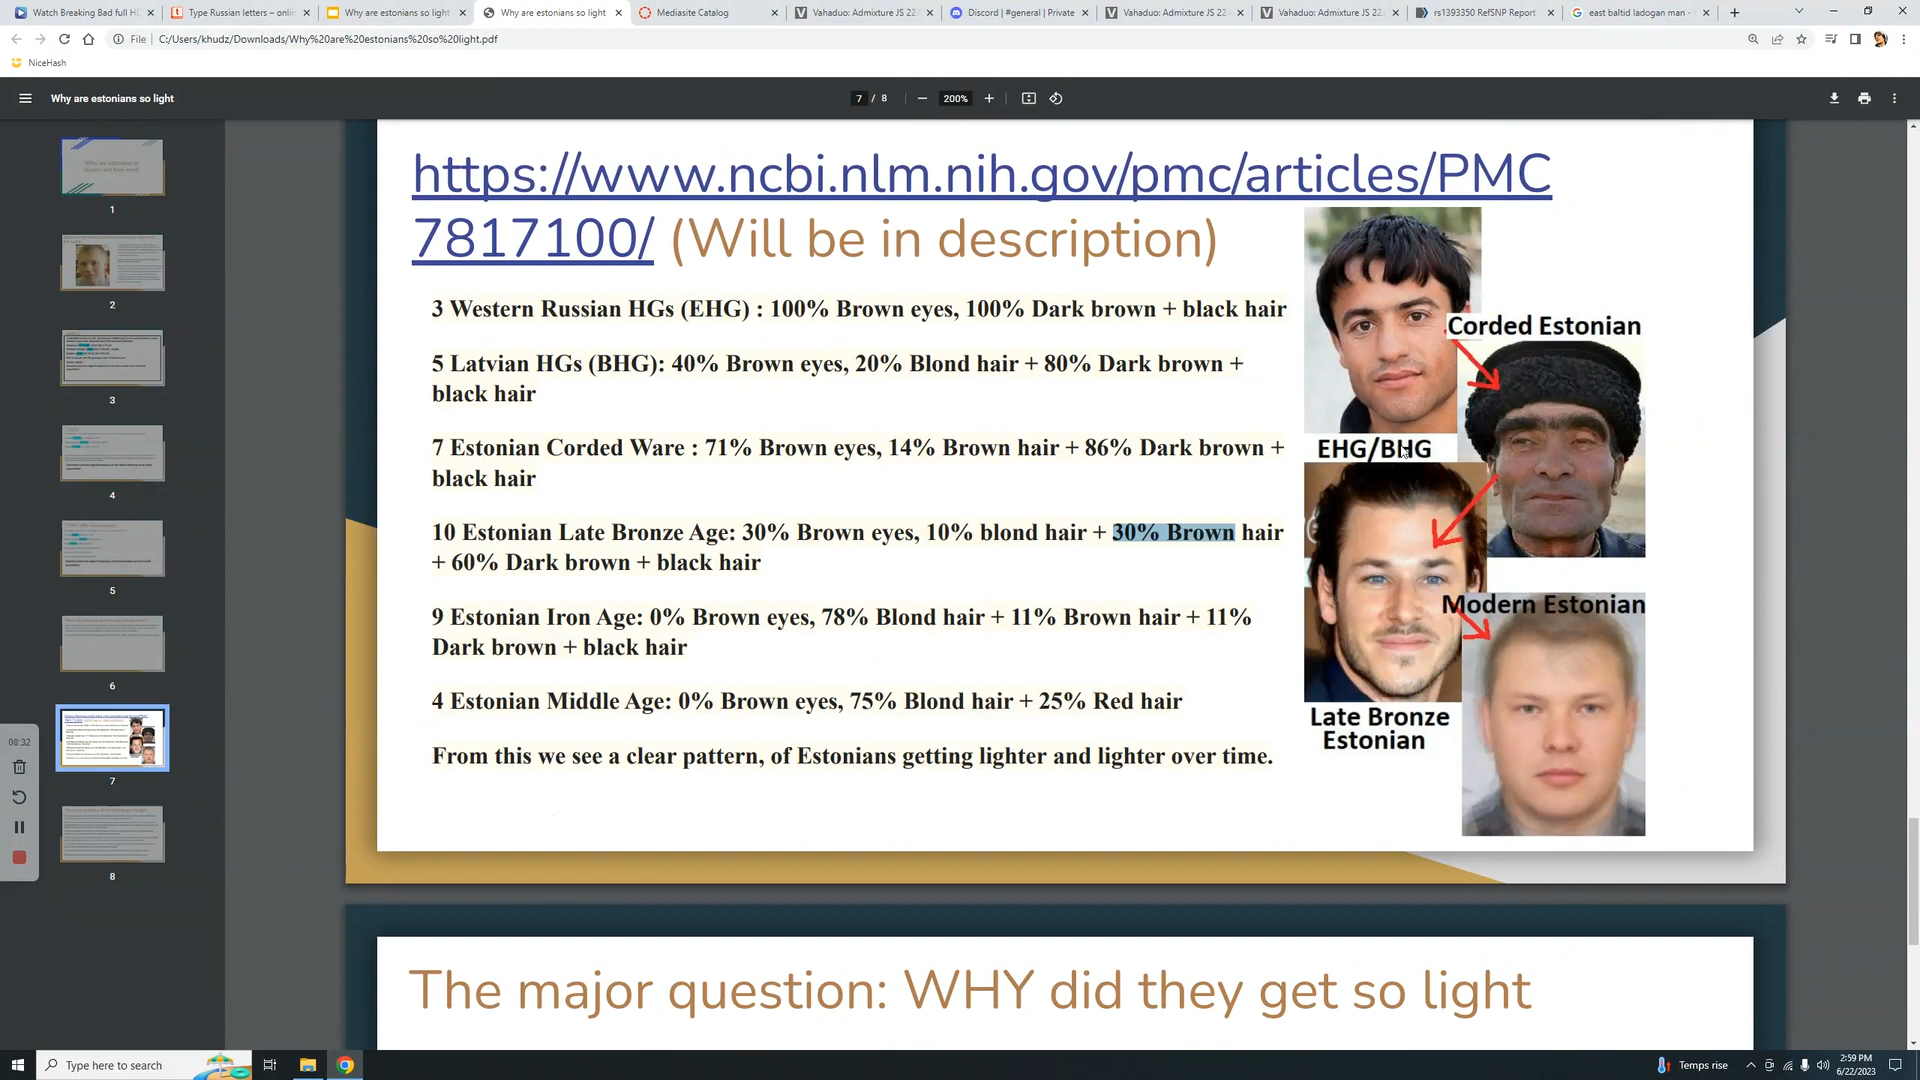 Watch Breaking Bad full HD
Type Russian letters – onlin
Why are estonians so light
Why are estonians so light.pdf
Mediasite Catalog
Vahaduo: Admixture JS 22.
Discord | #general | Private
Vahaduo: Admixture JS 22.
Vahaduo: Admixture JS 22.
rs1393350 RefSNP Report
east baltid ladogan man -
File
C:/Users/khudz/Downloads/Why%20are%20estonians%20so%20light.pdf
NiceHash
Why are estonians so light
7 / 8
200%
1
2
3
4
5
6
7
8
08:32
https://www.ncbi.nlm.nih.gov/pmc/articles/PMC
7817100/ (Will be in description)
3 Western Russian HGs (EHG) : 100% Brown eyes, 100% Dark brown + black hair
5 Latvian HGs (BHG): 40% Brown eyes, 20% Blond hair + 80% Dark brown +
black hair
7 Estonian Corded Ware : 71% Brown eyes, 14% Brown hair + 86% Dark brown +
black hair
10 Estonian Late Bronze Age: 30% Brown eyes, 10% blond hair + 30% Brown hair
+ 60% Dark brown + black hair
9 Estonian Iron Age: 0% Brown eyes, 78% Blond hair + 11% Brown hair + 11%
Dark brown + black hair
4 Estonian Middle Age: 0% Brown eyes, 75% Blond hair + 25% Red hair
From this we see a clear pattern, of Estonians getting lighter and lighter over time.
Corded Estonian
EHG/BHG
Modern Estonian
Late Bronze
Estonian
The major question: WHY did they get so light
Type here to search
Temps rise
2:59 PM
6/22/2023